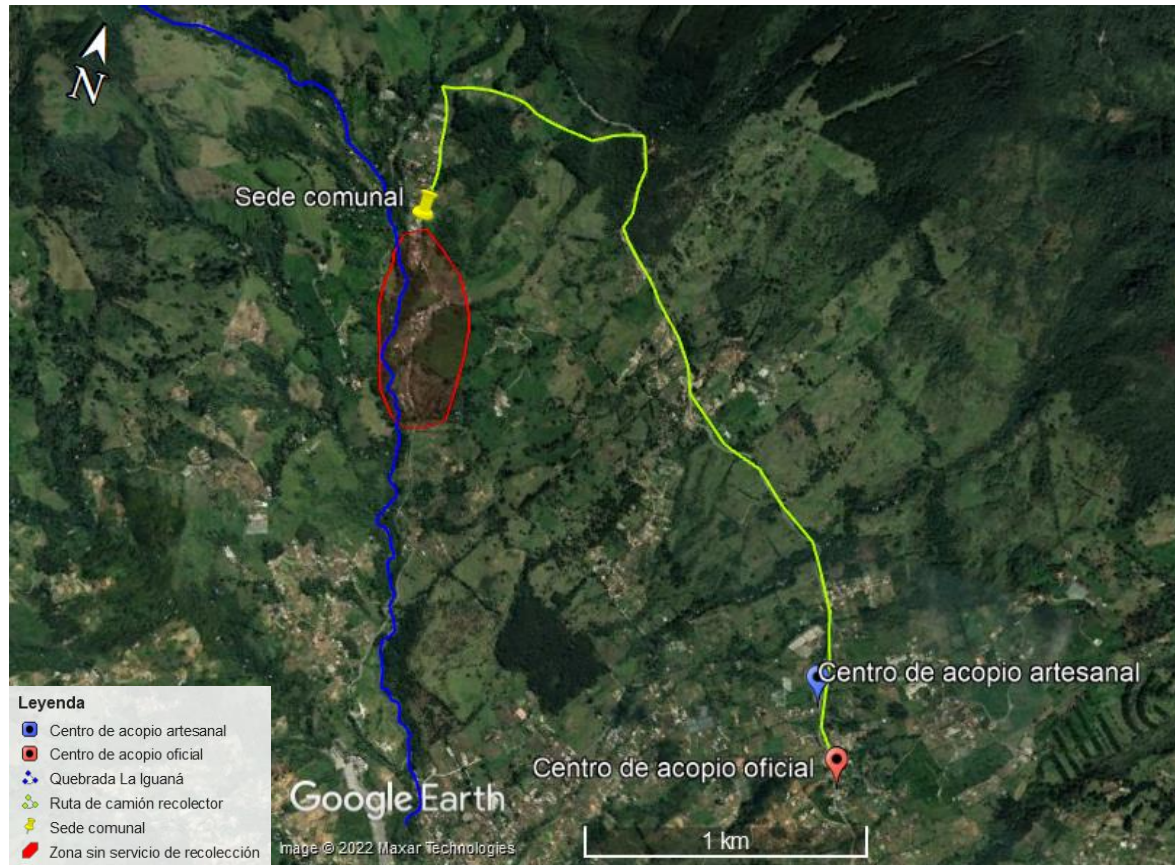 N
Sede comunal
Centro de acopio artesanal
Centro de acopio oficial
Leyenda
Centro de acopio artesanal
Centro de acopio oficial
Quebrada La Iguaná
Ruta de camión recolector
Sede comunal
Zona sin servicio de recolección
Google Earth
Image © 2022 Maxar Technologies
1 km